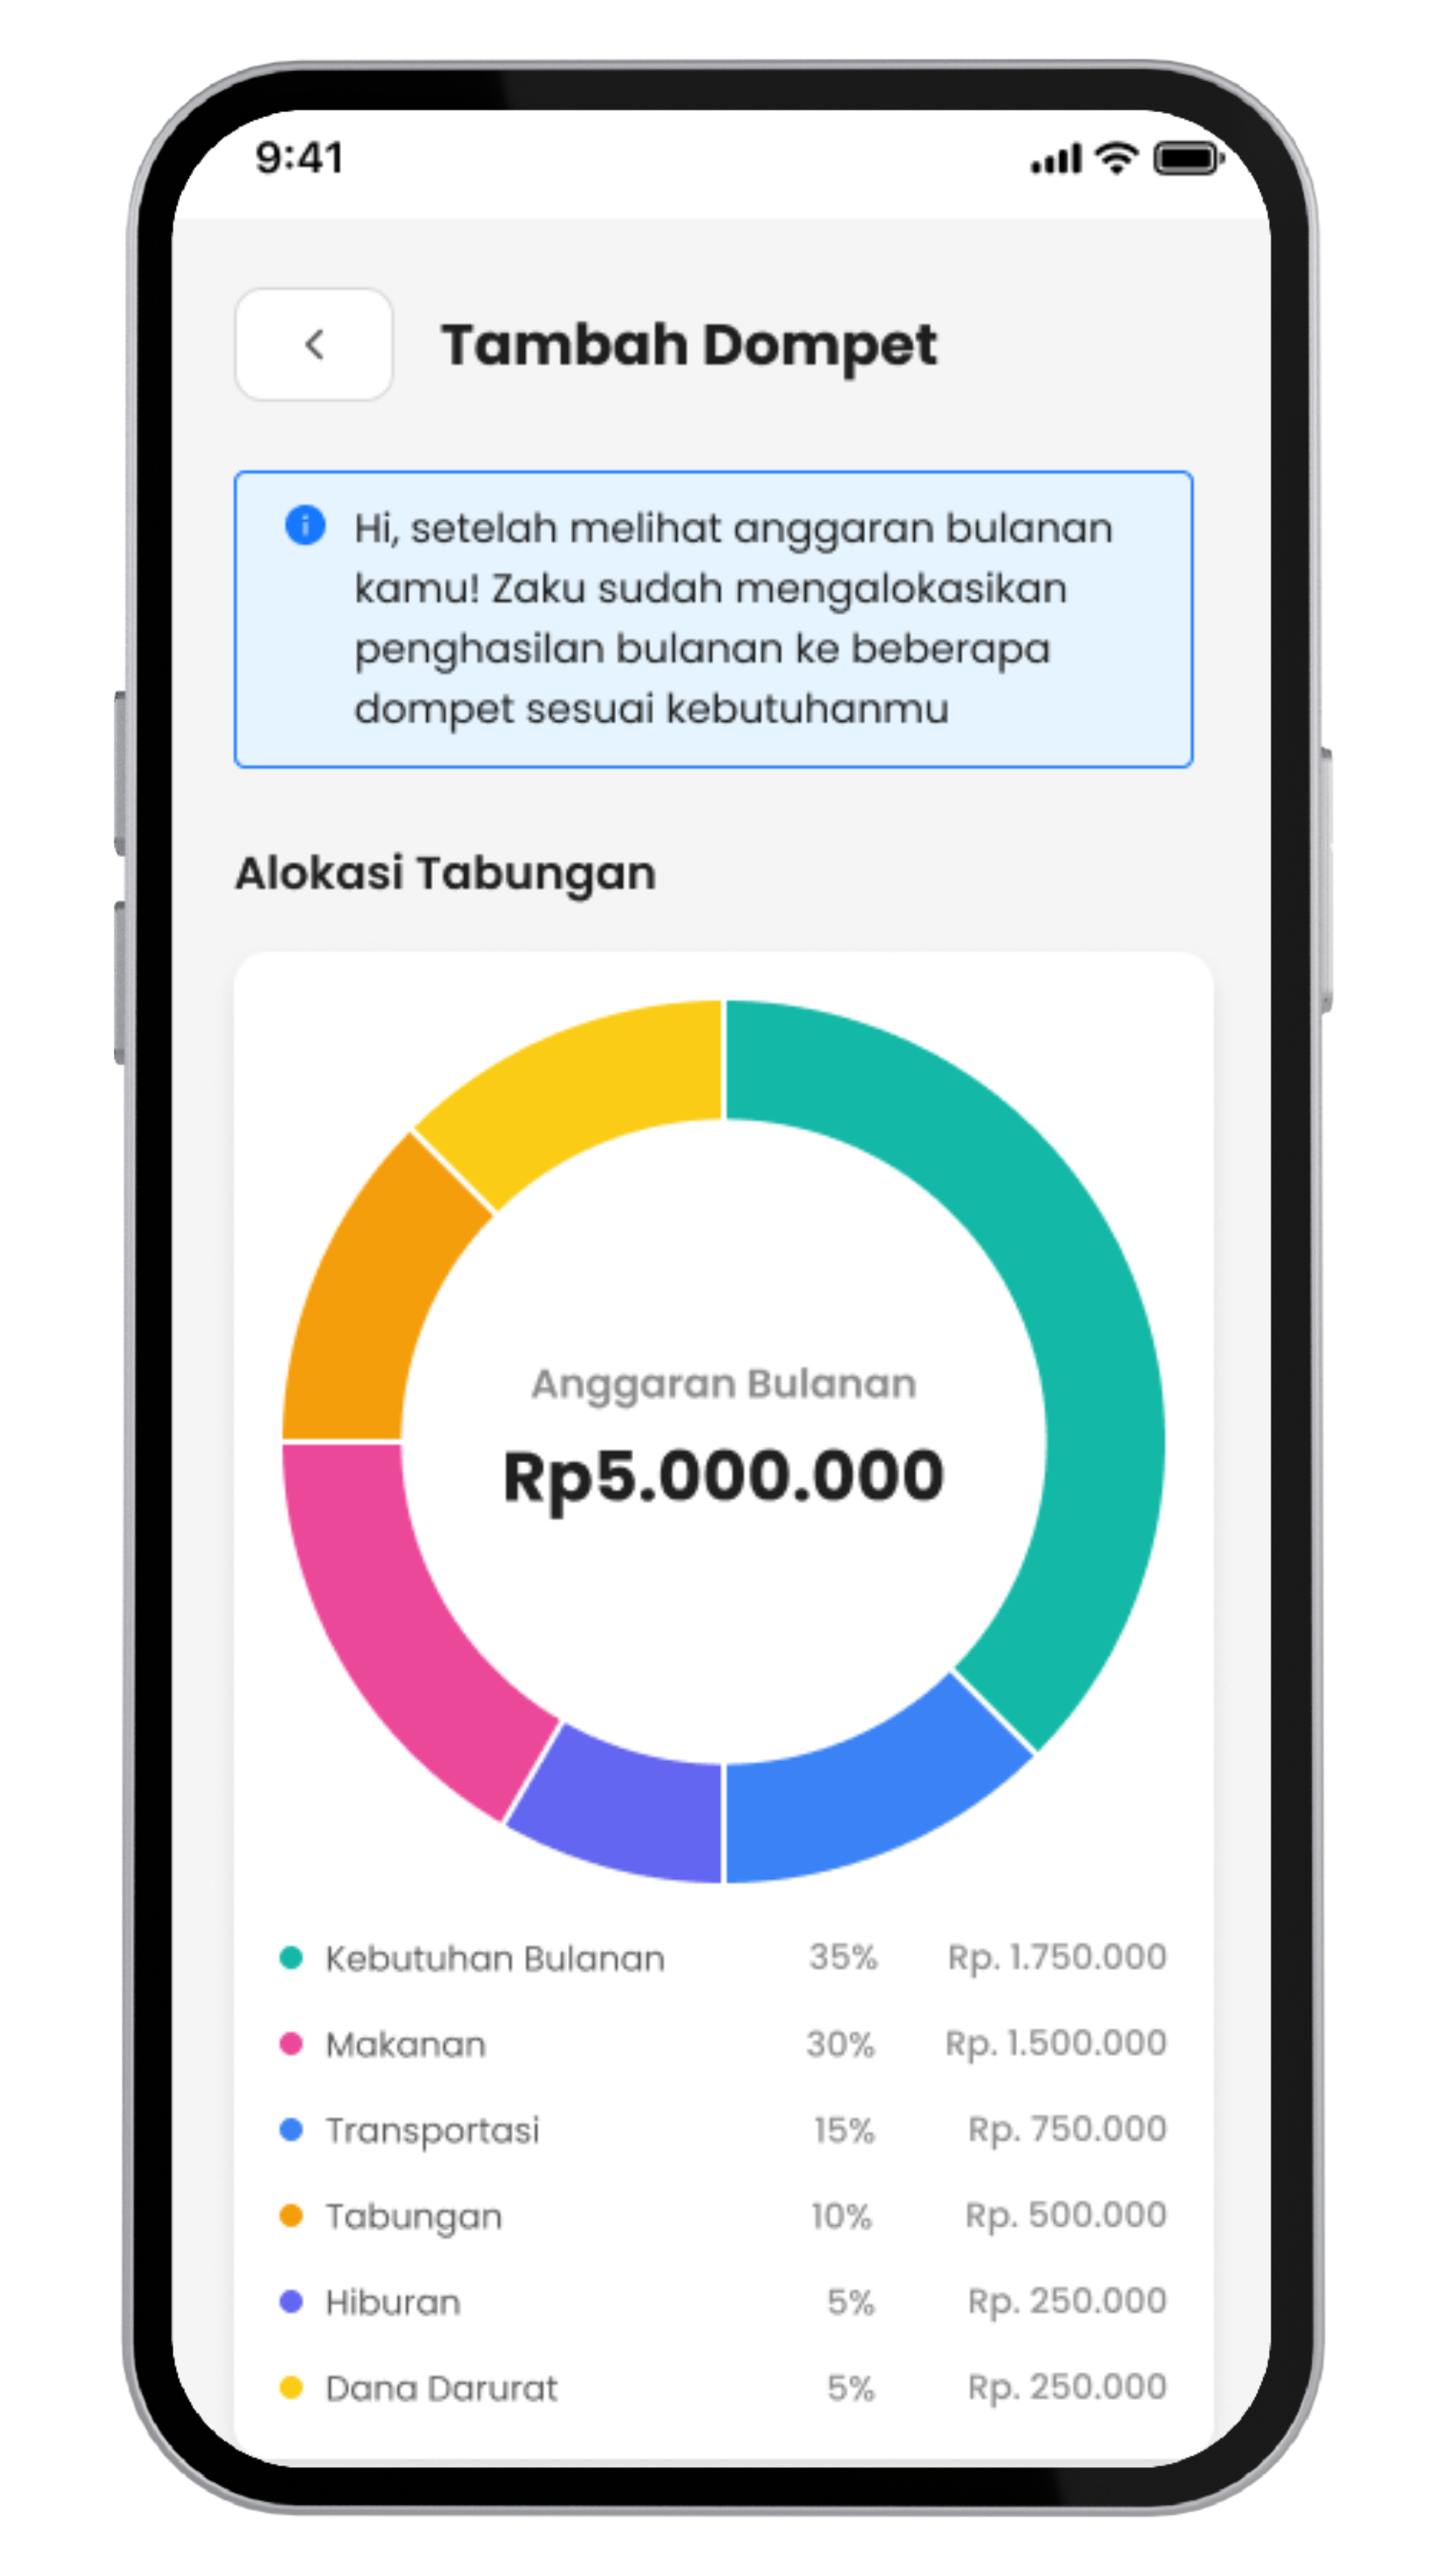 9:41
Tambah Dompet
Hi, setelah melihat anggaran bulanan
kamu! Zaku sudah mengalokasikan
penghasilan bulanan ke beberapa
dompet sesuai kebutuhanmu
Alokasi Tabungan
Anggaran Bulanan
Rp5.000.000
Kebutuhan Bulanan 35% Rp. 1.750.000
Makanan 30% Rp. 1.500.000
Transportasi 15% Rp. 750.000
Tabungan 10% Rp. 500.000
Hiburan 5% Rp. 250.000
Dana Darurat 5% Rp. 250.000